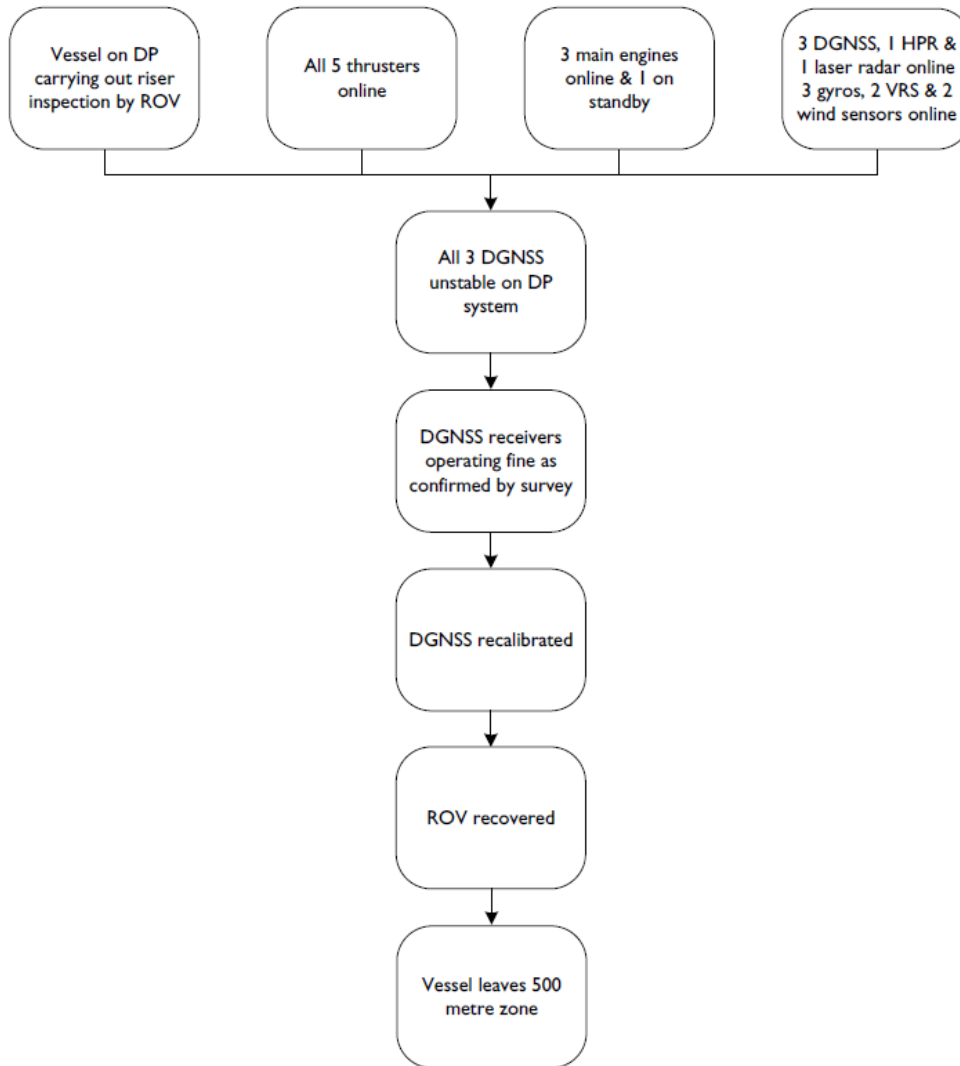 Vessel on DP
carrying out riser
inspection by ROV
All 5 thrusters
online
3 main engines
online & 1 on
standby
3 DGNSS, 1 HPR &
1 laser radar online
3 gyros, 2 VRS & 2
wind sensors online
All 3 DGNSS
unstable on DP
system
DGNSS receivers
operating fine as
confirmed by survey
DGNSS recalibrated
ROV recovered
Vessel leaves 500
metre zone